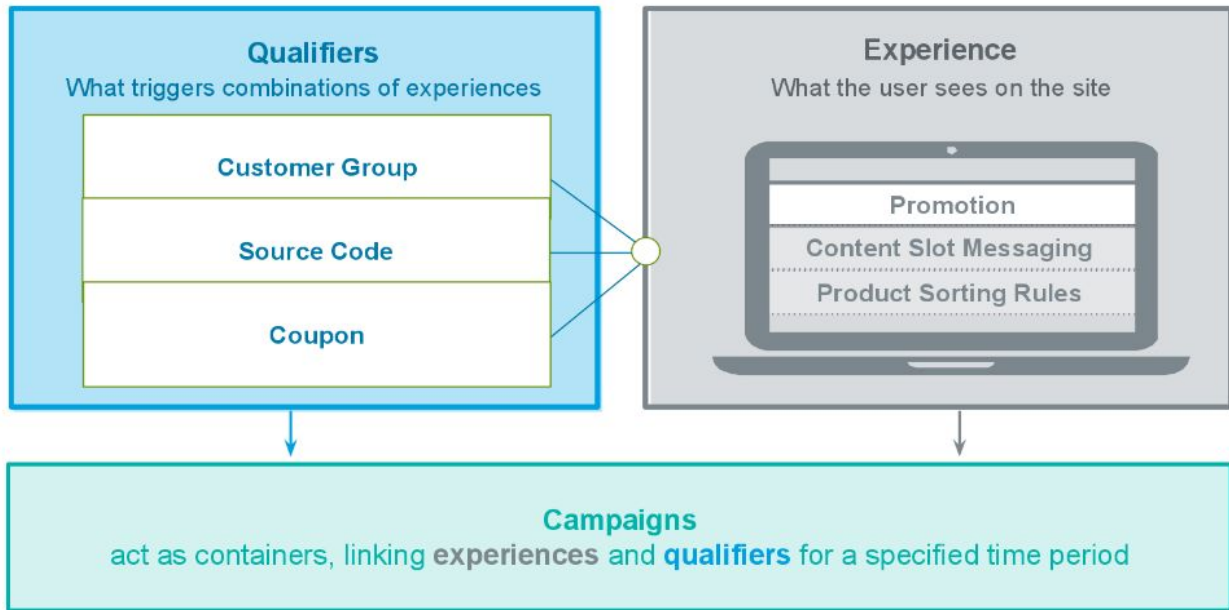 Qualifiers
What triggers combinations of experiences
Customer Group
Source Code
Coupon
Experience
What the user sees on the site
Promotion
Content Slot Messaging
Product Sorting Rules
Campaigns
act as containers, linking experiences and qualifiers for a specified time period